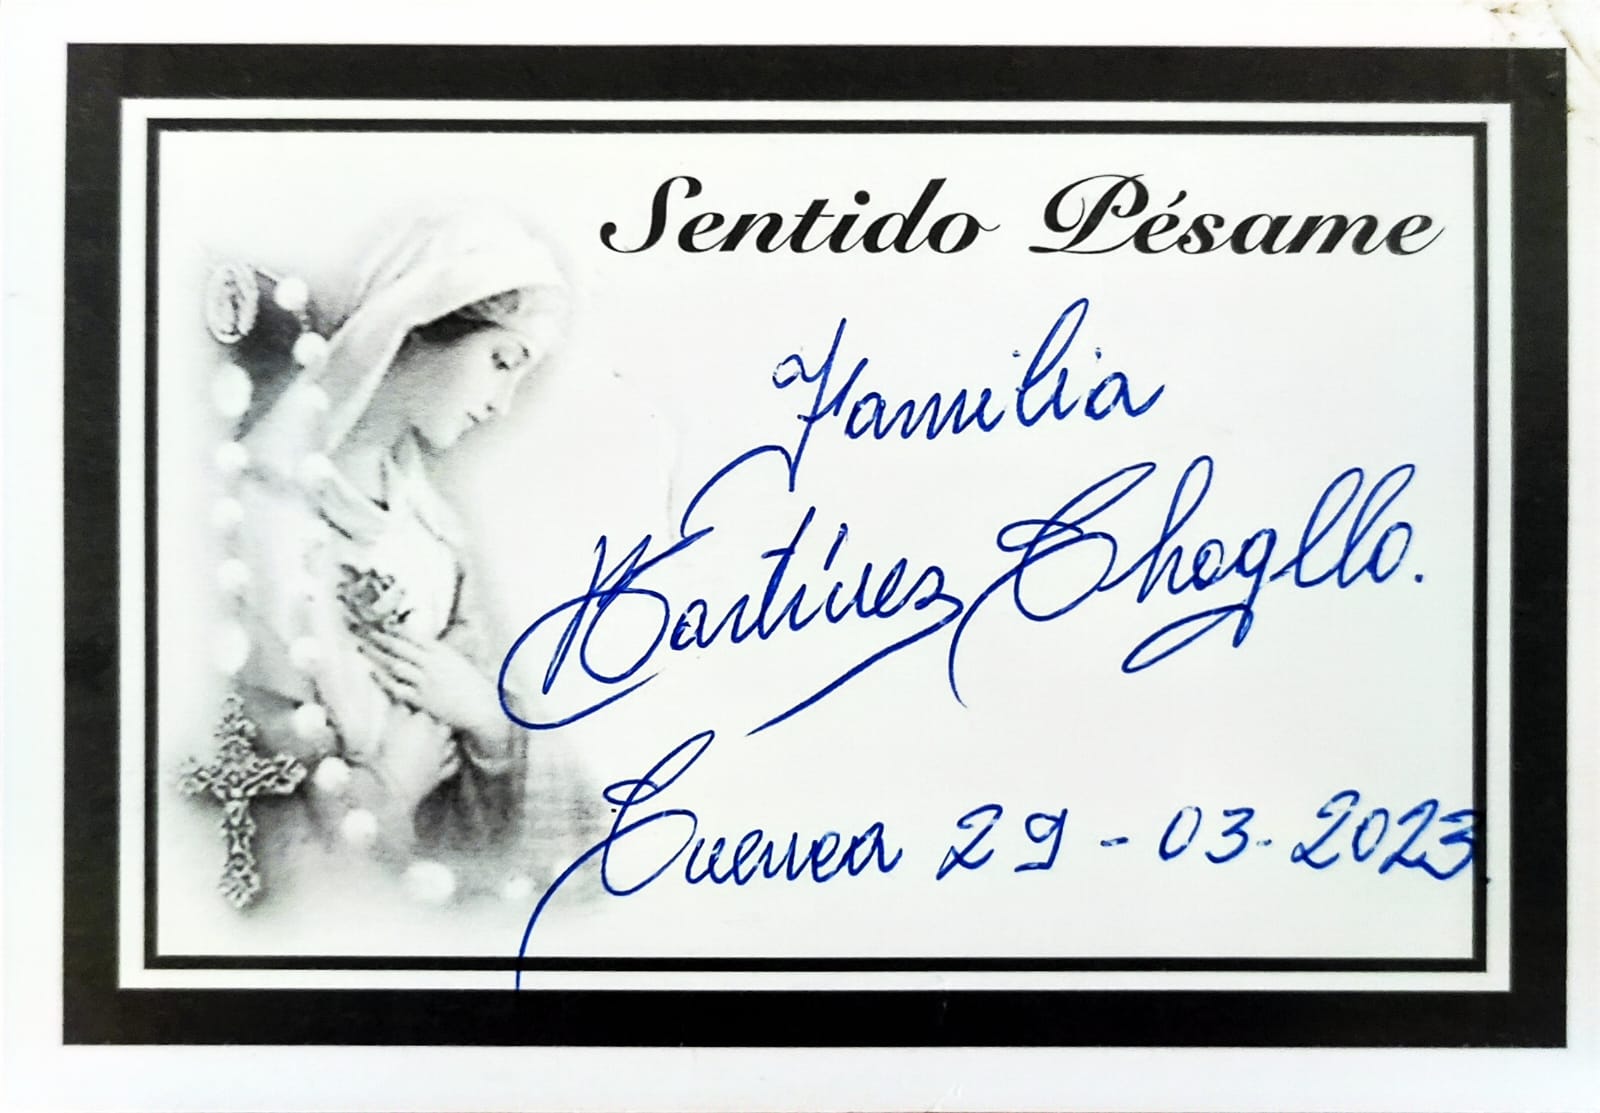 Sentido Pésame
Familia
Martínez Chogllo.
Cuenca 29-03-2023.